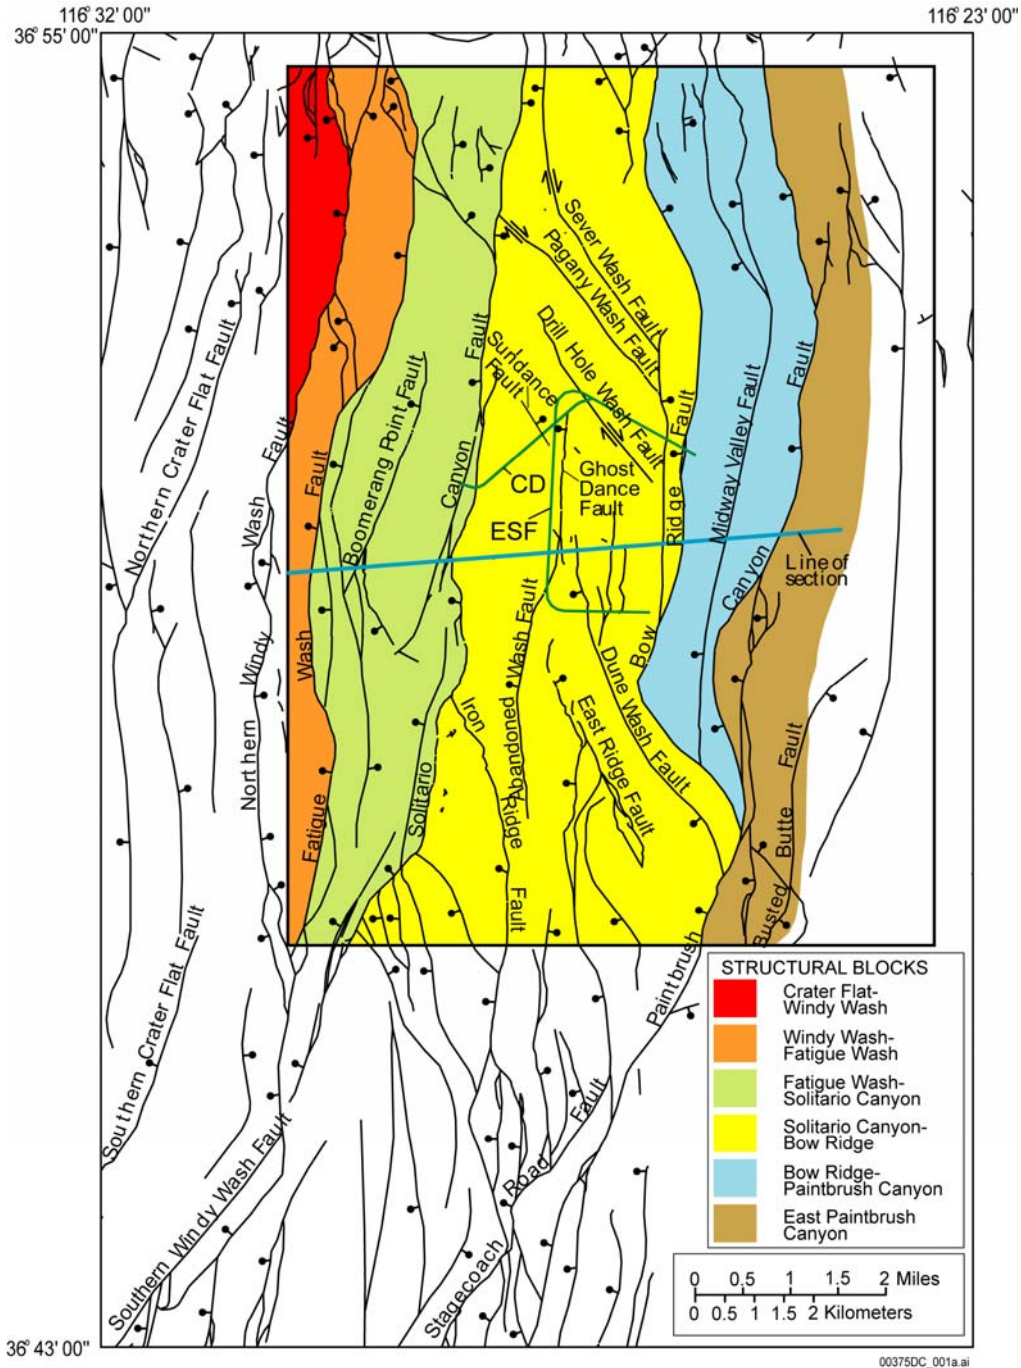 116° 32' 00"
116° 23' 00"
36° 55' 00"
Northern Crater Flat Fault
Northern Windy Wash Fault
Fatigue Wash Fault
Boomerang Point Fault
Solitario Canyon Fault
Sundance
Fault
Sever Wash Fault
Pagany Wash Fault
Drill Hole Wash Fault
CD
ESF
Ghost
Dance
Fault
Bow Ridge Fault
Midway Valley Fault
Paintbrush Canyon Fault
Line of
section
Abandoned Wash Fault
Dune Wash Fault
East Ridge Fault
Iron Ridge Fault
Busted Butte Fault
Southern Crater Flat Fault
Southern Windy Wash Fault
Stagecoach Road Fault
STRUCTURAL BLOCKS
Crater Flat-
Windy Wash
Windy Wash-
Fatigue Wash
Fatigue Wash-
Solitario Canyon
Solitario Canyon-
Bow Ridge
Bow Ridge-
Paintbrush Canyon
East Paintbrush
Canyon
0 0.5 1 1.5 2 Miles
0 0.5 1 1.5 2 Kilometers
36° 43' 00"
00375DC_001a.ai